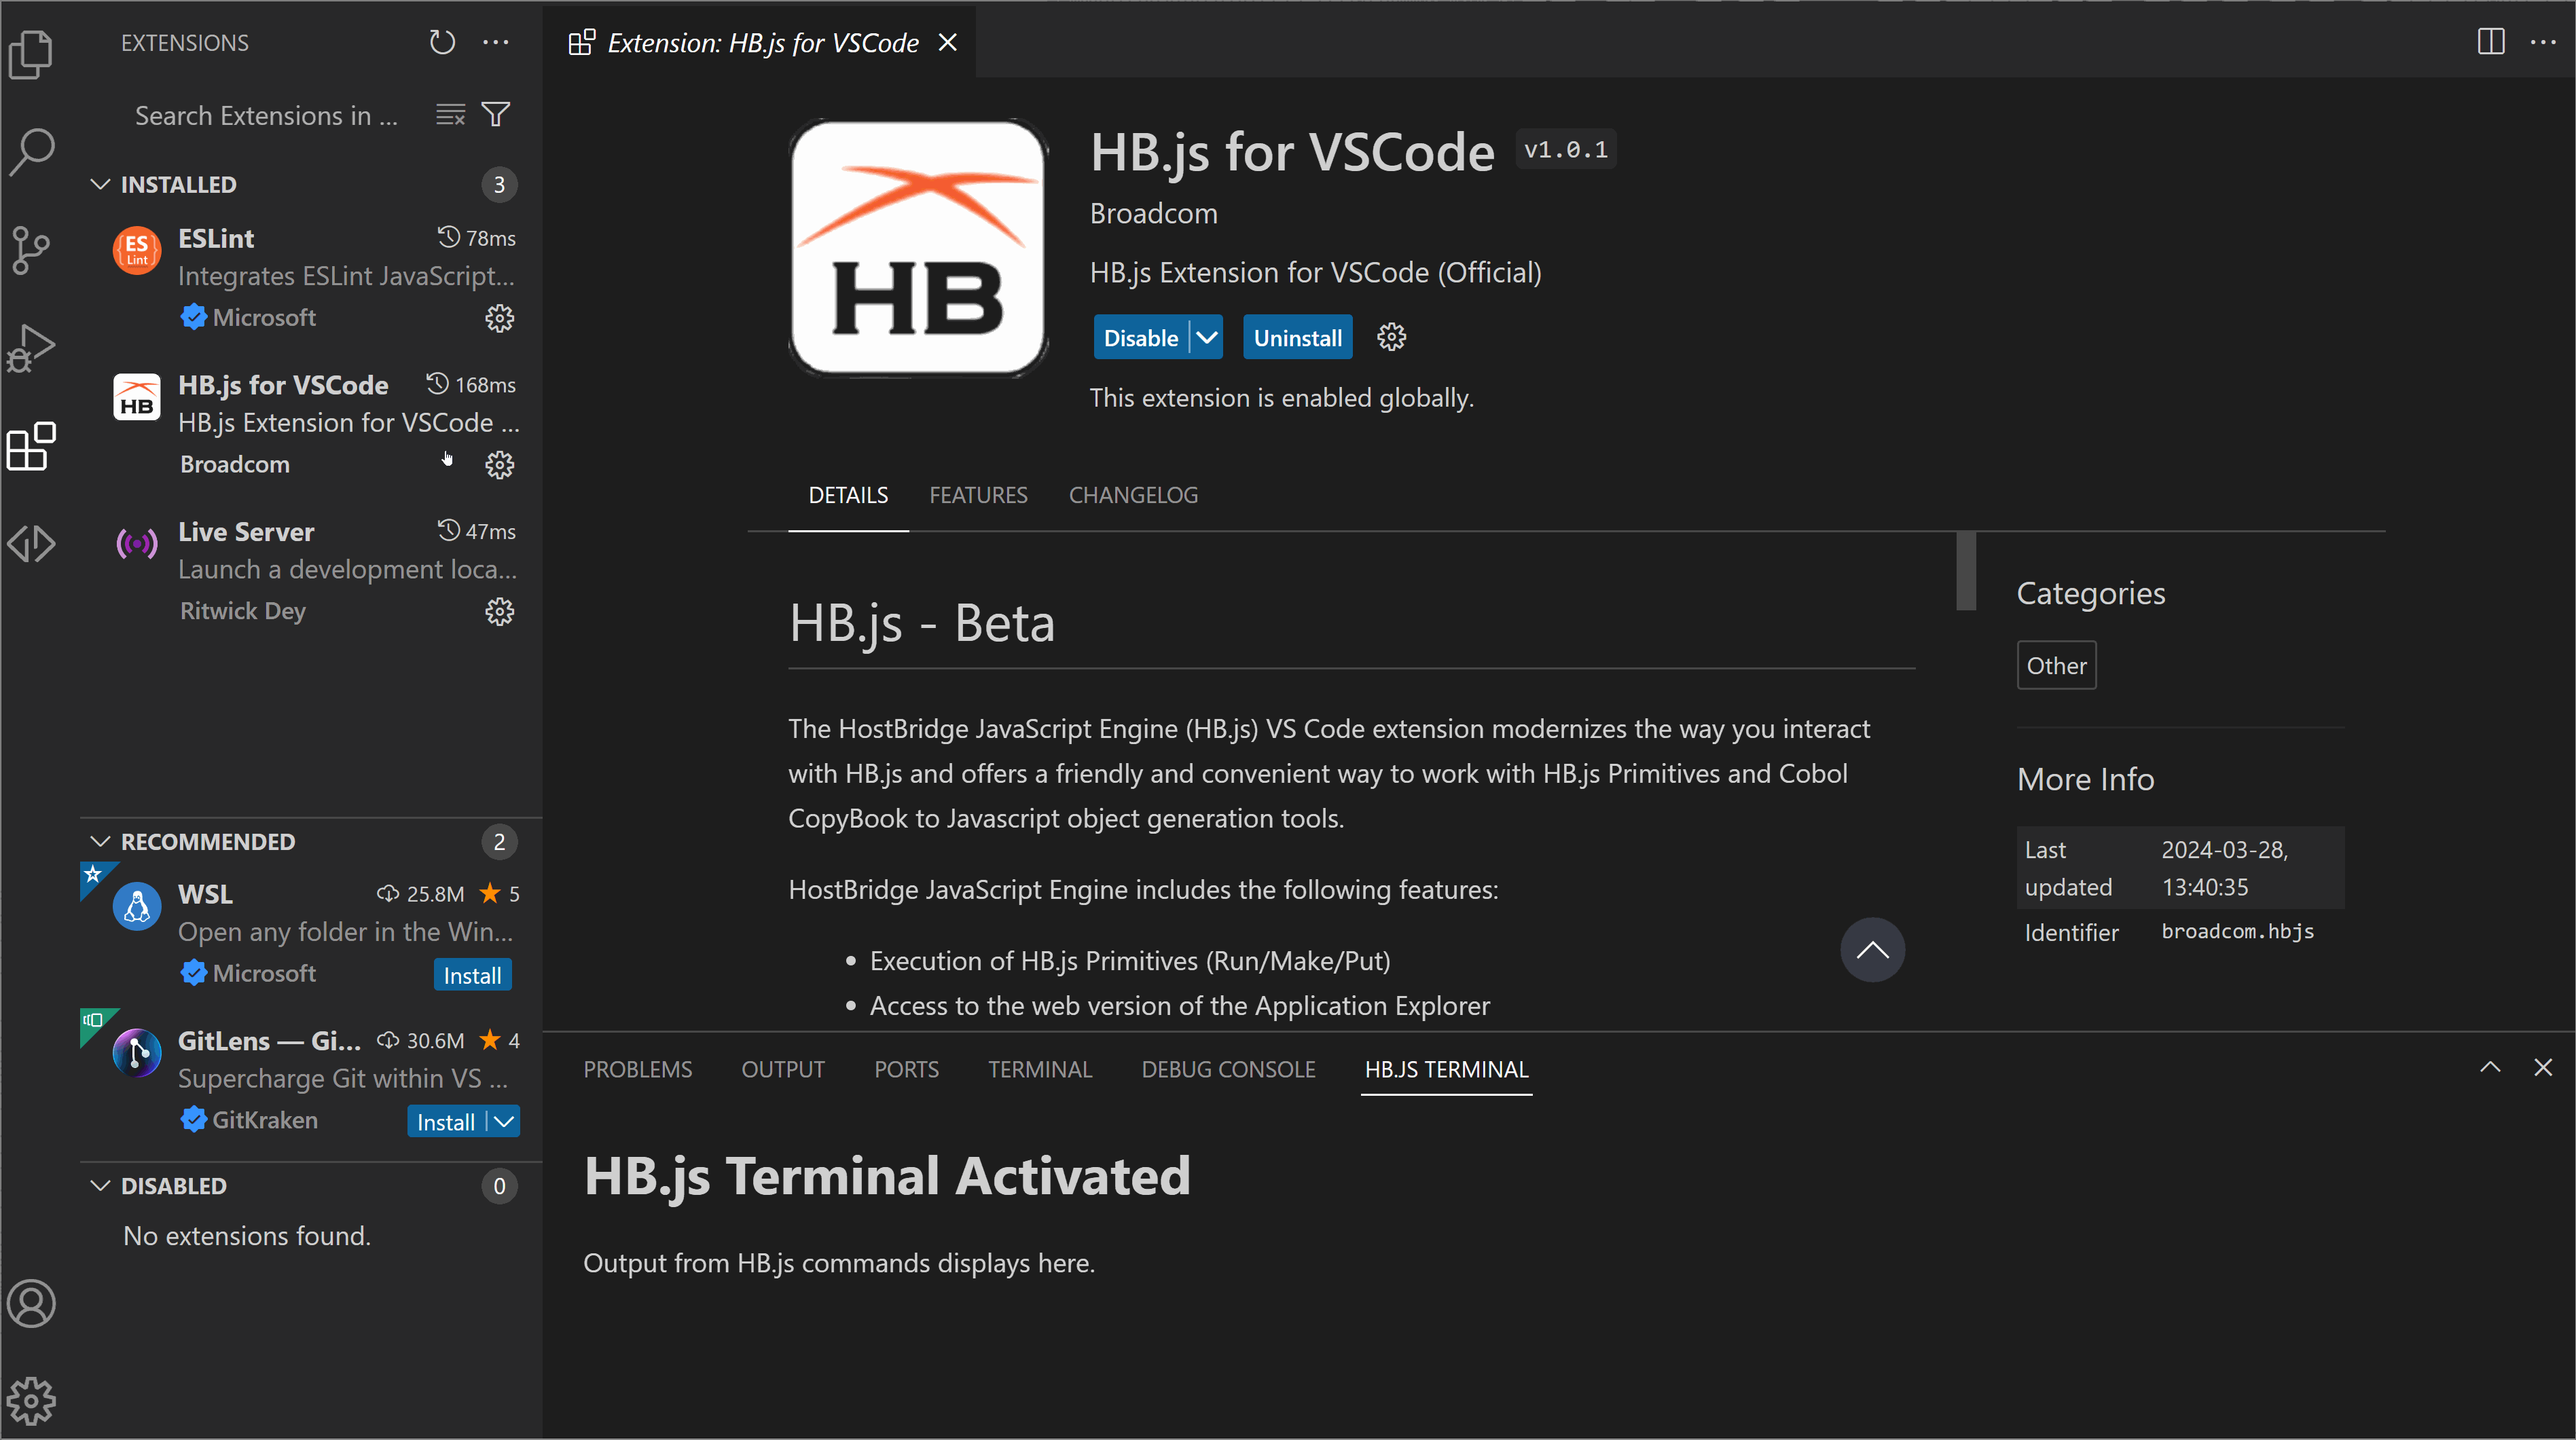 EXTENSIONS
Search Extensions in ...
INSTALLED 3
ES Lint
ESLint 78ms
Integrates ESLint JavaScript...
Microsoft
HB
HB.js for VSCode 168ms
HB.js Extension for VSCode ...
Broadcom
Live Server 47ms
Launch a development loca...
Ritwick Dey
RECOMMENDED 2
WSL 25.8M 5
Open any folder in the Win...
Microsoft Install
GitLens — Gi... 30.6M 4
Supercharge Git within VS ...
GitKraken Install
DISABLED 0
No extensions found.
Extension: HB.js for VSCode
HB
HB.js for VSCode v1.0.1
Broadcom
HB.js Extension for VSCode (Official)
Disable Uninstall
This extension is enabled globally.
DETAILS FEATURES CHANGELOG
HB.js - Beta
The HostBridge JavaScript Engine (HB.js) VS Code extension modernizes the way you interact
with HB.js and offers a friendly and convenient way to work with HB.js Primitives and Cobol
CopyBook to Javascript object generation tools.
HostBridge JavaScript Engine includes the following features:
• Execution of HB.js Primitives (Run/Make/Put)
• Access to the web version of the Application Explorer
Categories
Other
More Info
Last updated 2024-03-28, 13:40:35
Identifier broadcom.hbjs
PROBLEMS OUTPUT PORTS TERMINAL DEBUG CONSOLE HB.JS TERMINAL
HB.js Terminal Activated
Output from HB.js commands displays here.